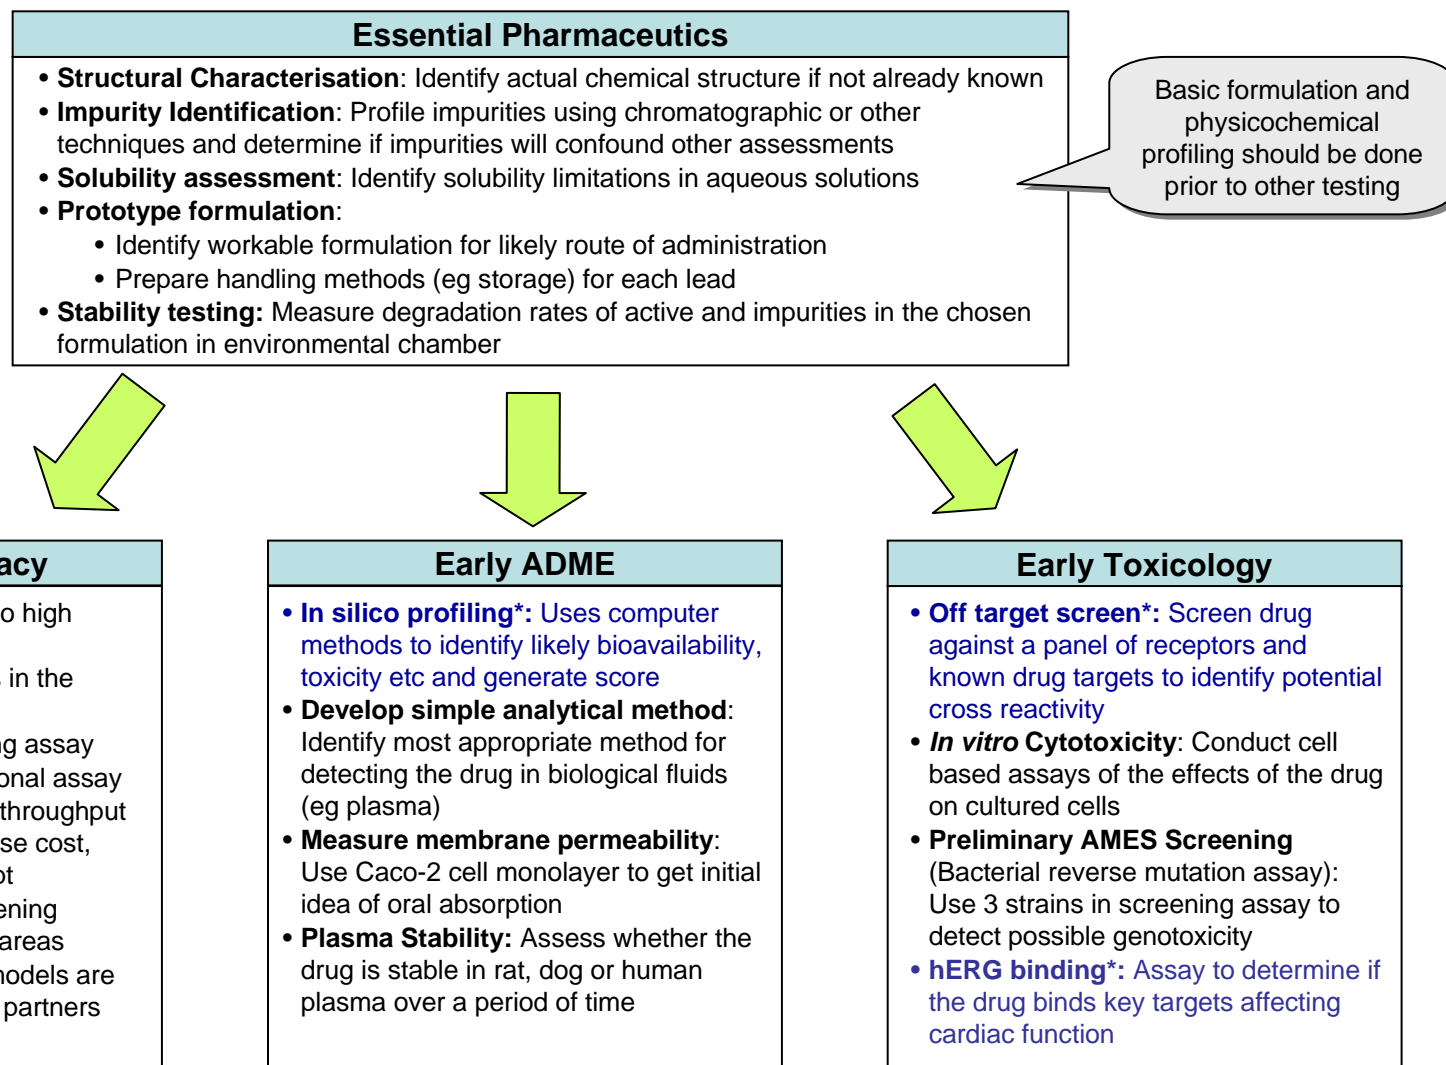 Essential Pharmaceutics
• Structural Characterisation: Identify actual chemical structure if not already known
• Impurity Identification: Profile impurities using chromatographic or other
techniques and determine if impurities will confound other assessments
• Solubility assessment: Identify solubility limitations in aqueous solutions
• Prototype formulation:
• Identify workable formulation for likely route of administration
• Prepare handling methods (eg storage) for each lead
• Stability testing: Measure degradation rates of active and impurities in the chosen
formulation in environmental chamber
Basic formulation and
physicochemical
profiling should be done
prior to other testing
acy
o high
s in the
ng assay
onal assay
throughput
se cost,
ot
ening
areas
models are
partners
Early ADME
• In silico profiling*: Uses computer
methods to identify likely bioavailability,
toxicity etc and generate score
• Develop simple analytical method:
Identify most appropriate method for
detecting the drug in biological fluids
(eg plasma)
• Measure membrane permeability:
Use Caco-2 cell monolayer to get initial
idea of oral absorption
• Plasma Stability: Assess whether the
drug is stable in rat, dog or human
plasma over a period of time
Early Toxicology
• Off target screen*: Screen drug
against a panel of receptors and
known drug targets to identify potential
cross reactivity
• In vitro Cytotoxicity: Conduct cell
based assays of the effects of the drug
on cultured cells
• Preliminary AMES Screening
(Bacterial reverse mutation assay):
Use 3 strains in screening assay to
detect possible genotoxicity
• hERG binding*: Assay to determine if
the drug binds key targets affecting
cardiac function